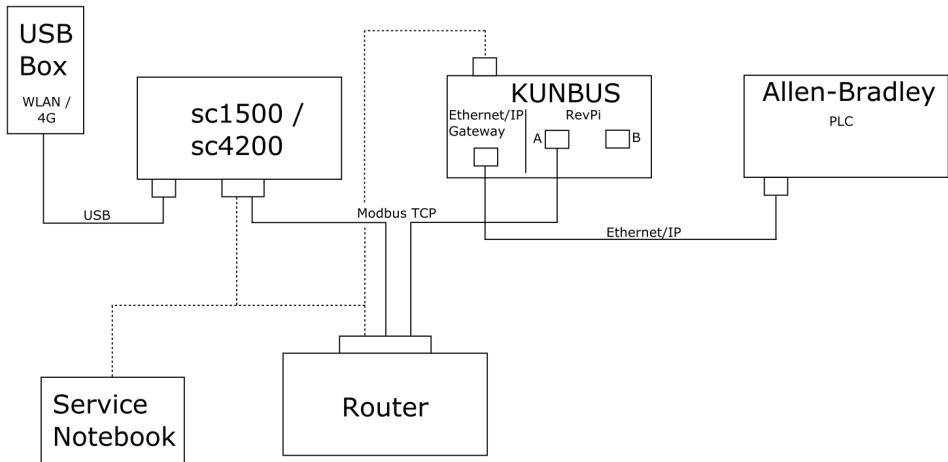 USB
Box
WLAN /
4G
sc1500 /
sc4200
KUNBUS
Ethernet/IP
Gateway
RevPi
A
B
Allen-Bradley
PLC
USB
Modbus TCP
Ethernet/IP
Service
Notebook
Router